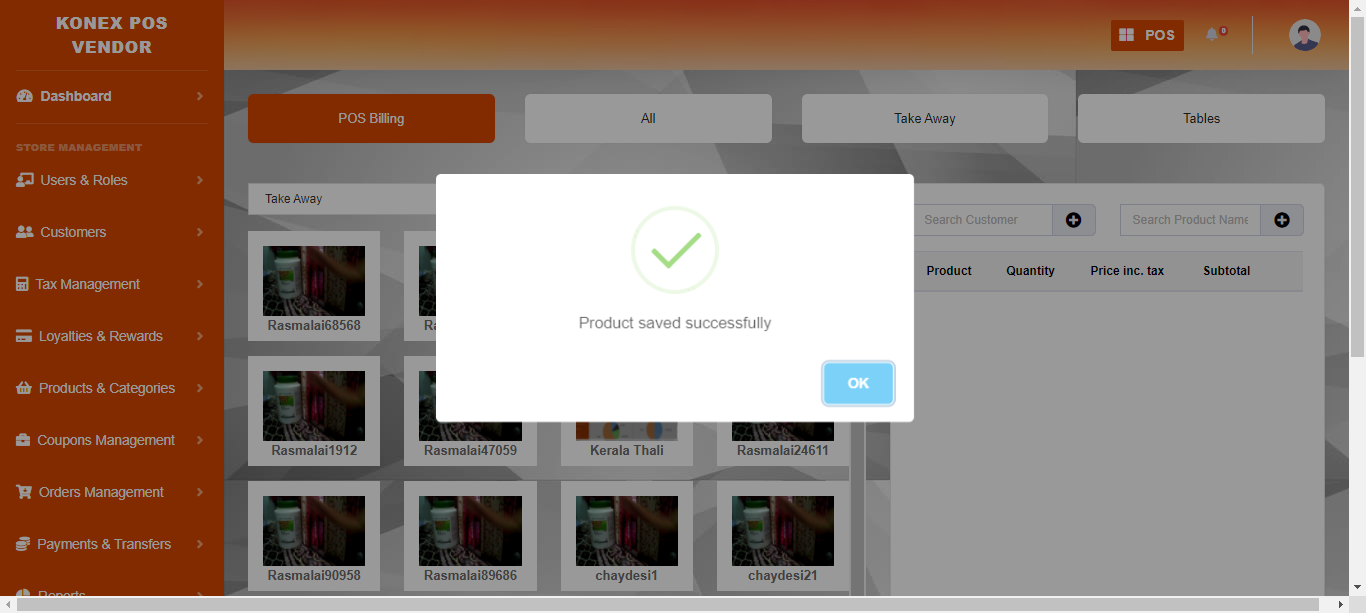 KONEX POS
VENDOR
POS
0
Dashboard
POS Billing
All
Take Away
Tables
STORE MANAGEMENT
Users & Roles
Customers
Tax Management
Loyalties & Rewards
Products & Categories
Coupons Management
Orders Management
Payments & Transfers
Reports
Take Away
Search Customer
Search Product Name
Product Quantity Price inc. tax Subtotal
Rasmalai68568
Product saved successfully
OK
Rasmalai1912
Rasmalai47059
Kerala Thali
Rasmalai24611
Rasmalai90958
Rasmalai89686
chaydesi1
chaydesi21